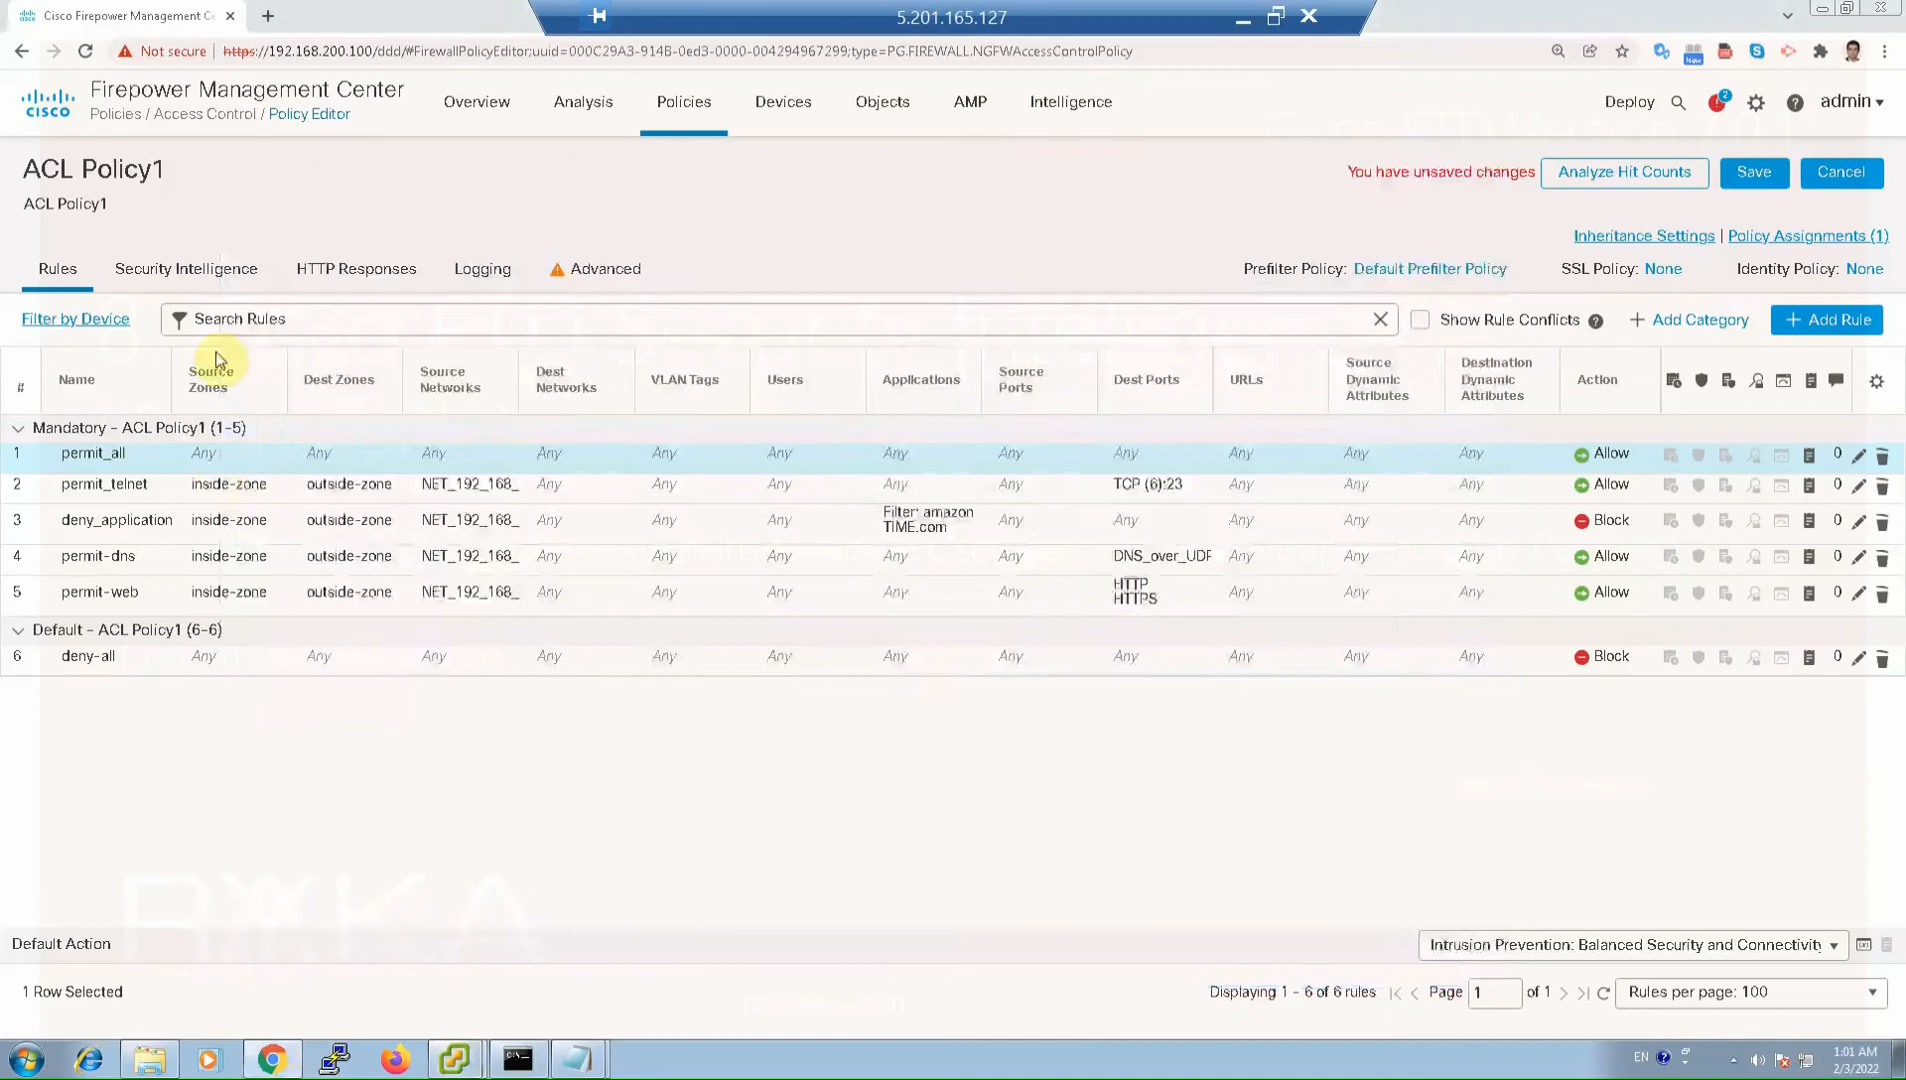 Cisco Firepower Management Ce
5.201.165.127
Not secure
https://192.168.200.100/ddd/#FirewallPolicyEditor;uuid=000C29A3-914B-0ed3-0000-004294967299;type=PG.FIREWALL.NGFWAccessControlPolicy
New
CISCO
Firepower Management Center
Policies / Access Control / Policy Editor
Overview Analysis Policies Devices Objects AMP Intelligence
Deploy 2 admin
ACL Policy1
You have unsaved changes Analyze Hit Counts Save Cancel
ACL Policy1
Inheritance Settings | Policy Assignments (1)
Rules Security Intelligence HTTP Responses Logging Advanced
Prefilter Policy: Default Prefilter Policy SSL Policy: None Identity Policy: None
Filter by Device Search Rules Show Rule Conflicts + Add Category + Add Rule
# Name Source Zones Dest Zones Source Networks Dest Networks VLAN Tags Users Applications Source Ports Dest Ports URLs Source Dynamic Attributes Destination Dynamic Attributes Action
Mandatory - ACL Policy1 (1-5)
1 permit_all Any Any Any Any Any Any Any Any Any Any Any Any Allow 0
2 permit_telnet inside-zone outside-zone NET_192_168_ Any Any Any Any Any TCP (6):23 Any Any Any Allow 0
3 deny_application inside-zone outside-zone NET_192_168_ Any Any Any Filter: amazon TIME.com Any Any Any Any Any Block 0
4 permit-dns inside-zone outside-zone NET_192_168_ Any Any Any Any Any DNS_over_UDP Any Any Any Allow 0
5 permit-web inside-zone outside-zone NET_192_168_ Any Any Any Any Any HTTP HTTPS Any Any Any Allow 0
Default - ACL Policy1 (6-6)
6 deny-all Any Any Any Any Any Any Any Any Any Any Any Any Block 0
Default Action Intrusion Prevention: Balanced Security and Connectivity
1 Row Selected Displaying 1 - 6 of 6 rules Page 1 of 1 Rules per page: 100
EN 1:01 AM
2/3/2022